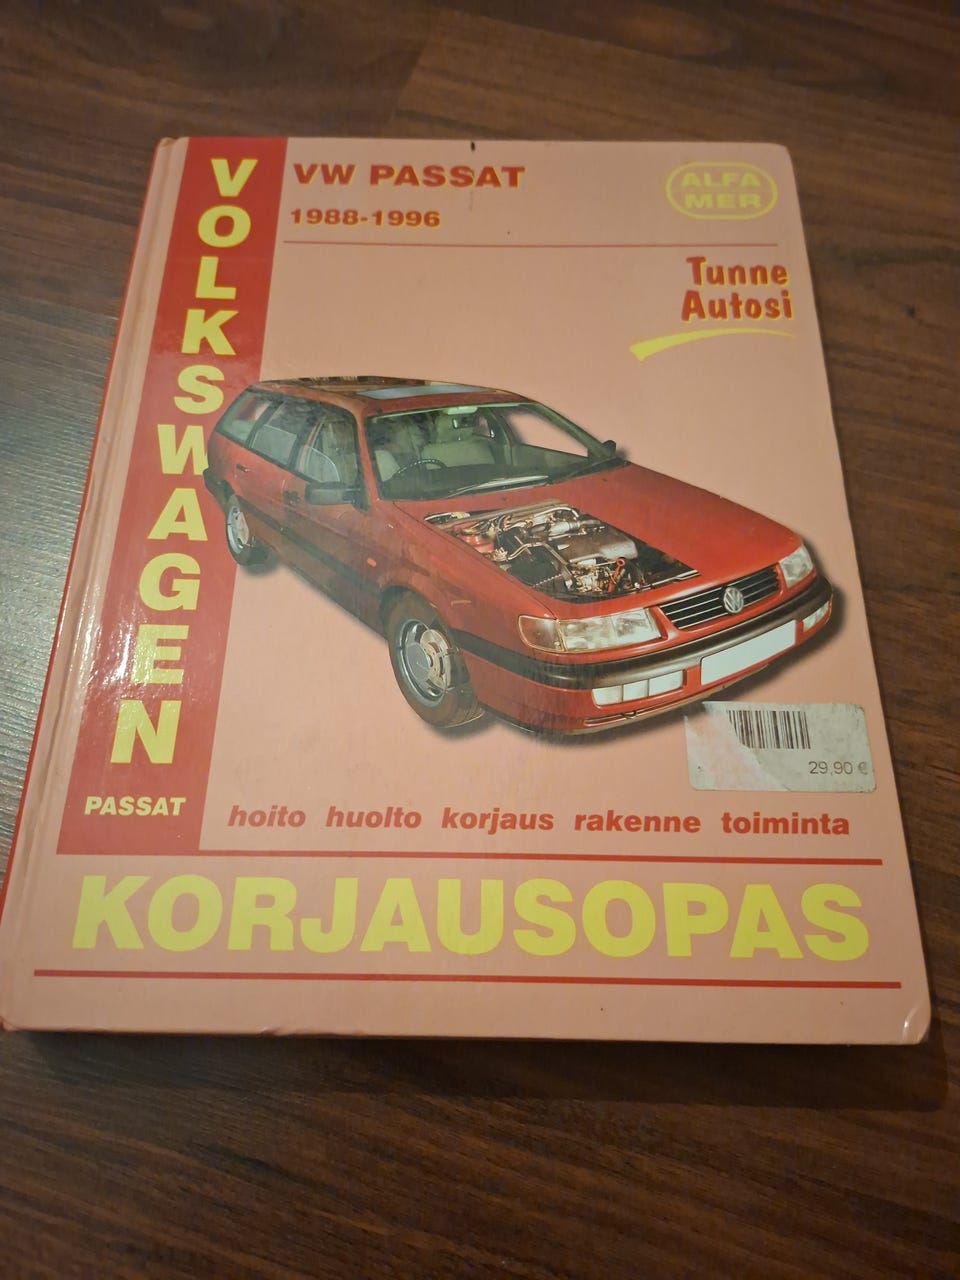 VOLKSWAGEN
PASSAT
VW PASSAT
1988-1996
ALFA
MER
Tunne
Autosi
29,90 €
hoito huolto korjaus rakenne toiminta
KORJAUSOPAS